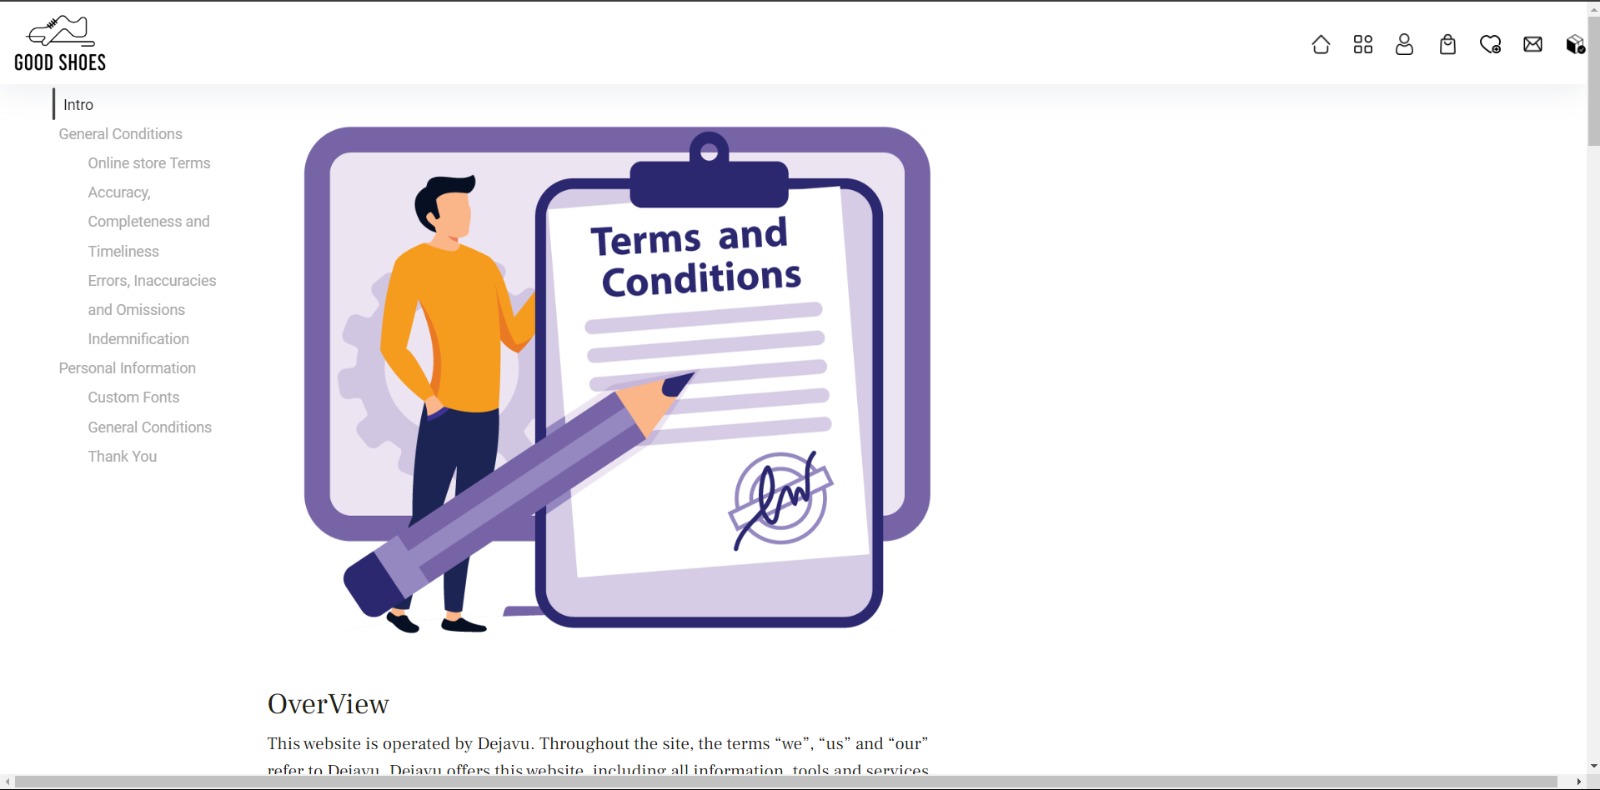 GOOD SHOES
Intro
General Conditions
Online store Terms
Accuracy,
Completeness and
Timeliness
Errors, Inaccuracies
and Omissions
Indemnification
Personal Information
Custom Fonts
General Conditions
Thank You
Terms and
Conditions
OverView
This website is operated by Dejavu. Throughout the site, the terms “we”, “us” and “our”
refer to Dejavu. Dejavu offers this website, including all information, tools and services